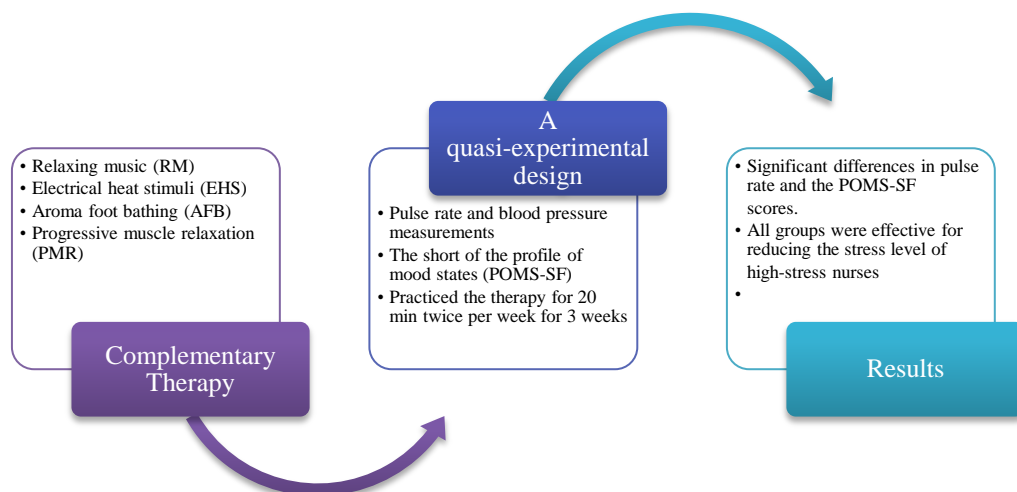 • Relaxing music (RM)
• Electrical heat stimuli (EHS)
• Aroma foot bathing (AFB)
• Progressive muscle relaxation
(PMR)
Complementary
Therapy
A
quasi-experimental
design
• Pulse rate and blood pressure
measurements
• The short of the profile of
mood states (POMS-SF)
• Practiced the therapy for 20
min twice per week for 3 weeks
• Significant differences in pulse
rate and the POMS-SF
scores.
• All groups were effective for
reducing the stress level of
high-stress nurses
•
Results